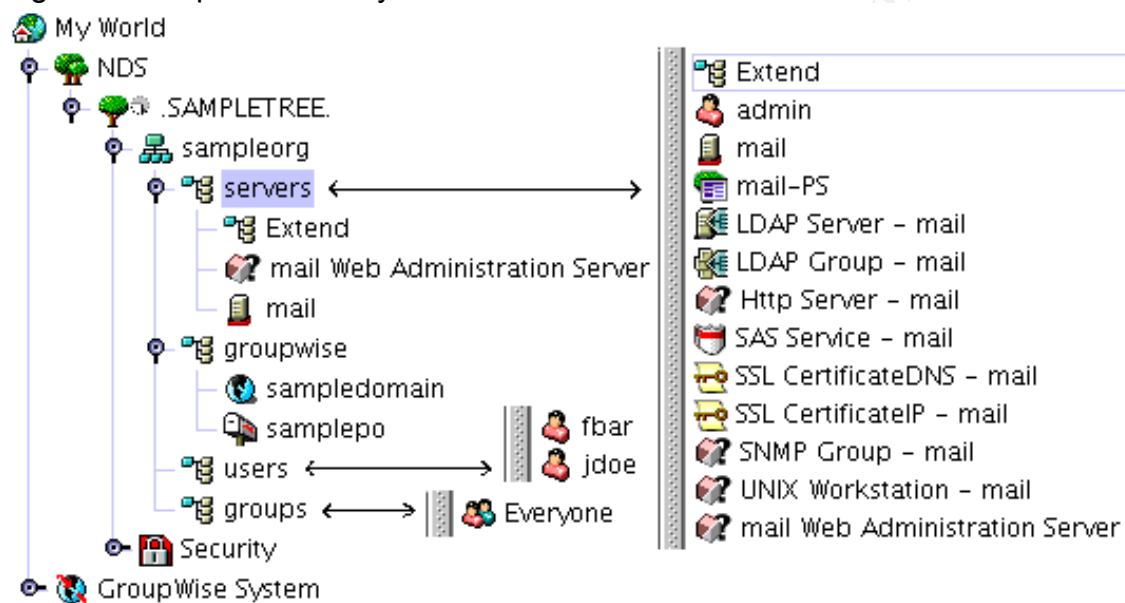 My World
NDS
.SAMPLETREE.
sampleorg
servers
Extend
mail Web Administration Server
mail
groupwise
sampledomain
samplepo
users
fbar
jdoe
groups
Everyone
Security
GroupWise System
Extend
admin
mail
mail-PS
LDAP Server - mail
LDAP Group - mail
Http Server - mail
SAS Service - mail
SSL CertificateDNS - mail
SSL CertificateIP - mail
SNMP Group - mail
UNIX Workstation - mail
mail Web Administration Server